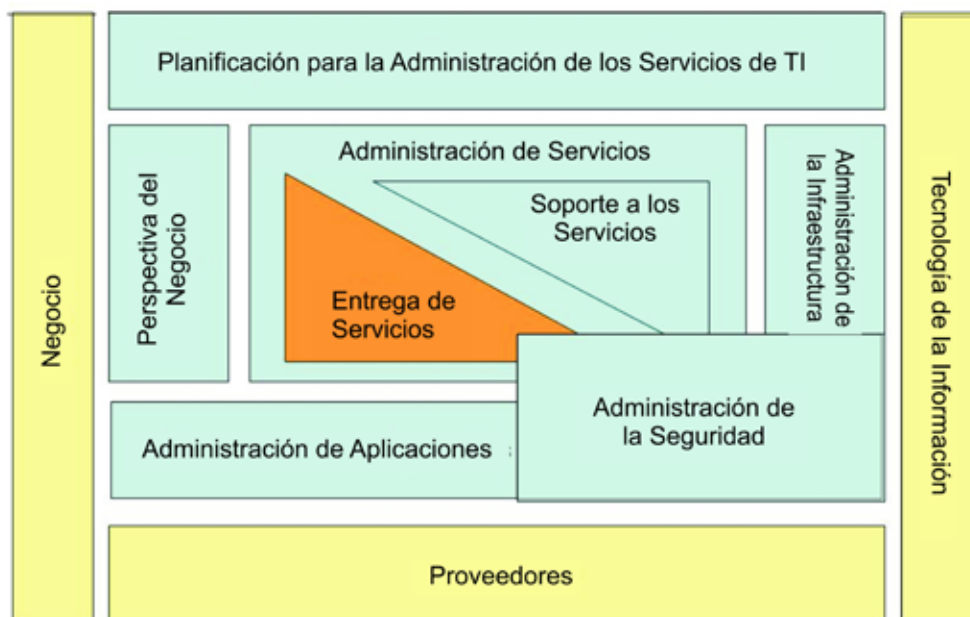 Planificación para la Administración de los Servicios de TI
Negocio
Perspectiva del
Negocio
Administración de Servicios
Soporte a los
Servicios
Entrega de
Servicios
Administración de
la Infraestructura
Tecnología de la Información
Administración de Aplicaciones
Administración de
la Seguridad
Proveedores